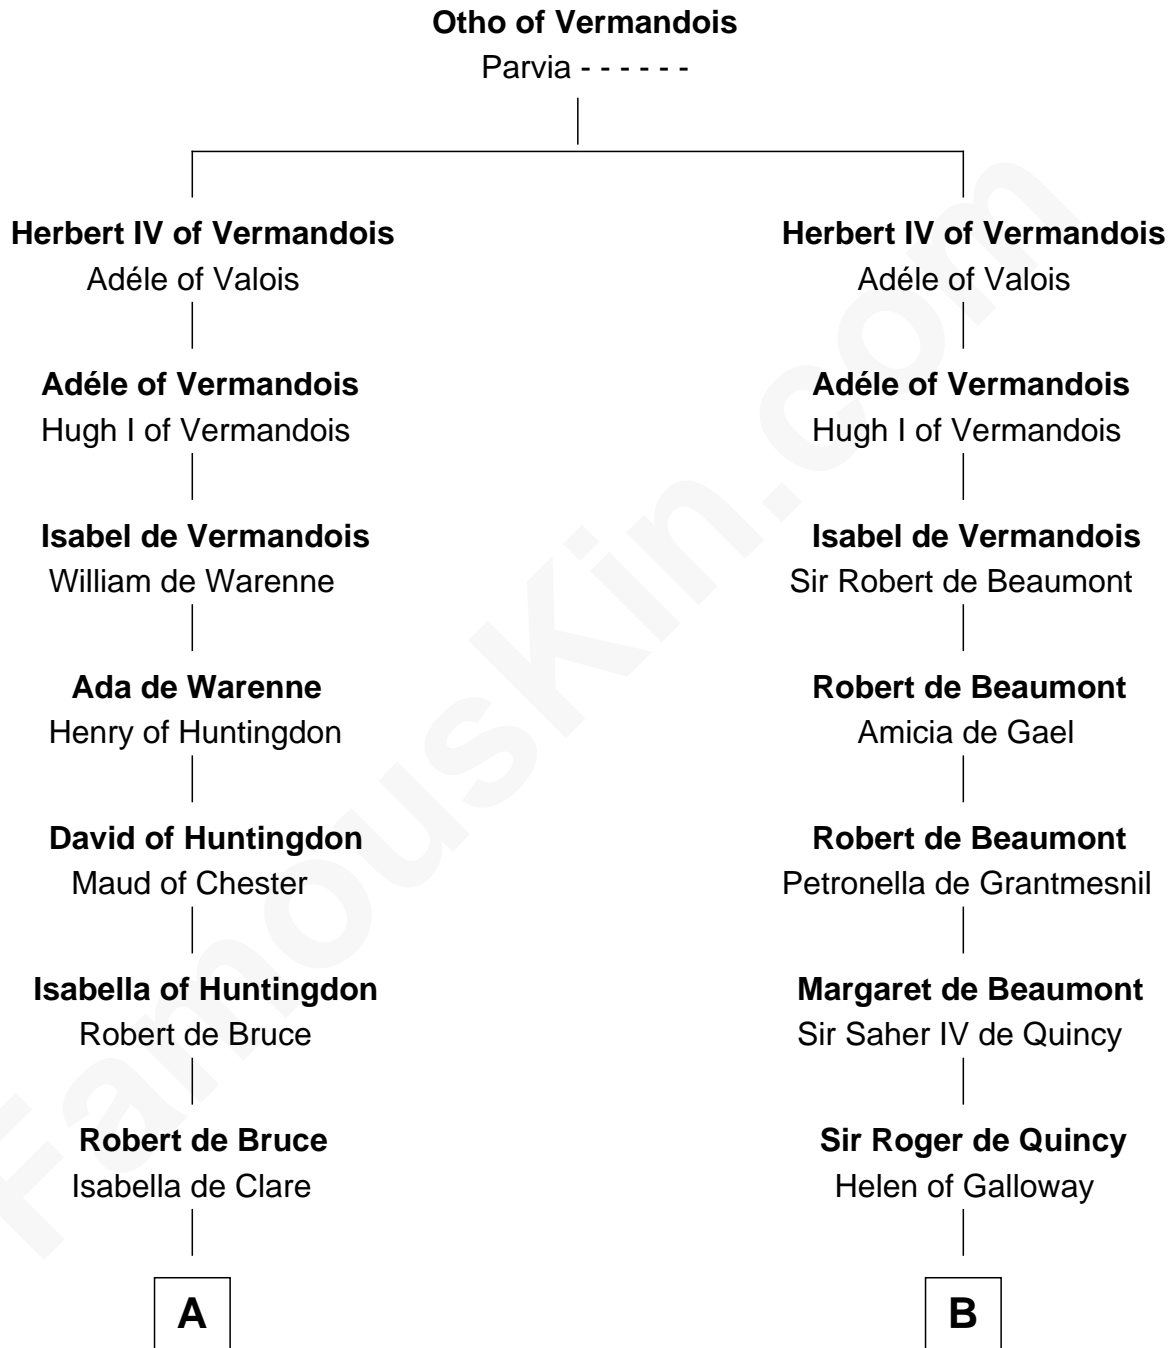 Otho of Vermandois
Parvia - - - - - -
Herbert IV of Vermandois
Adéle of Valois
Adéle of Vermandois
Hugh I of Vermandois
Isabel de Vermandois
William de Warenne
Ada de Warenne
Henry of Huntingdon
David of Huntingdon
Maud of Chester
Isabella of Huntingdon
Robert de Bruce
Robert de Bruce
Isabella de Clare
A
Herbert IV of Vermandois
Adéle of Valois
Adéle of Vermandois
Hugh I of Vermandois
Isabel de Vermandois
Sir Robert de Beaumont
Robert de Beaumont
Amicia de Gael
Robert de Beaumont
Petronella de Grantmesnil
Margaret de Beaumont
Sir Saher IV de Quincy
Sir Roger de Quincy
Helen of Galloway
B
FamousKin.com